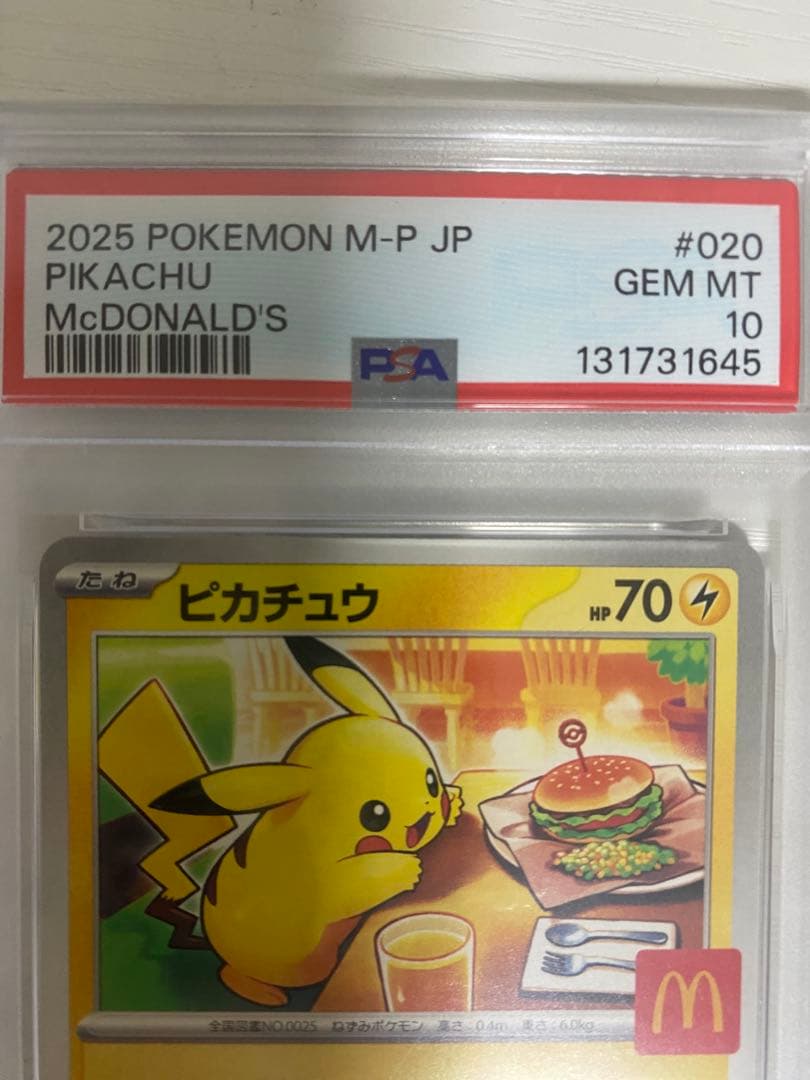 2025 POKEMON M-P JP #020
PIKACHU GEM MT
McDONALD'S 10
PSA 131731645
たね ピカチュウ HP 70
全国図鑑NO.0025 ねずみポケモン 高さ:0.4m 重さ:6.0kg